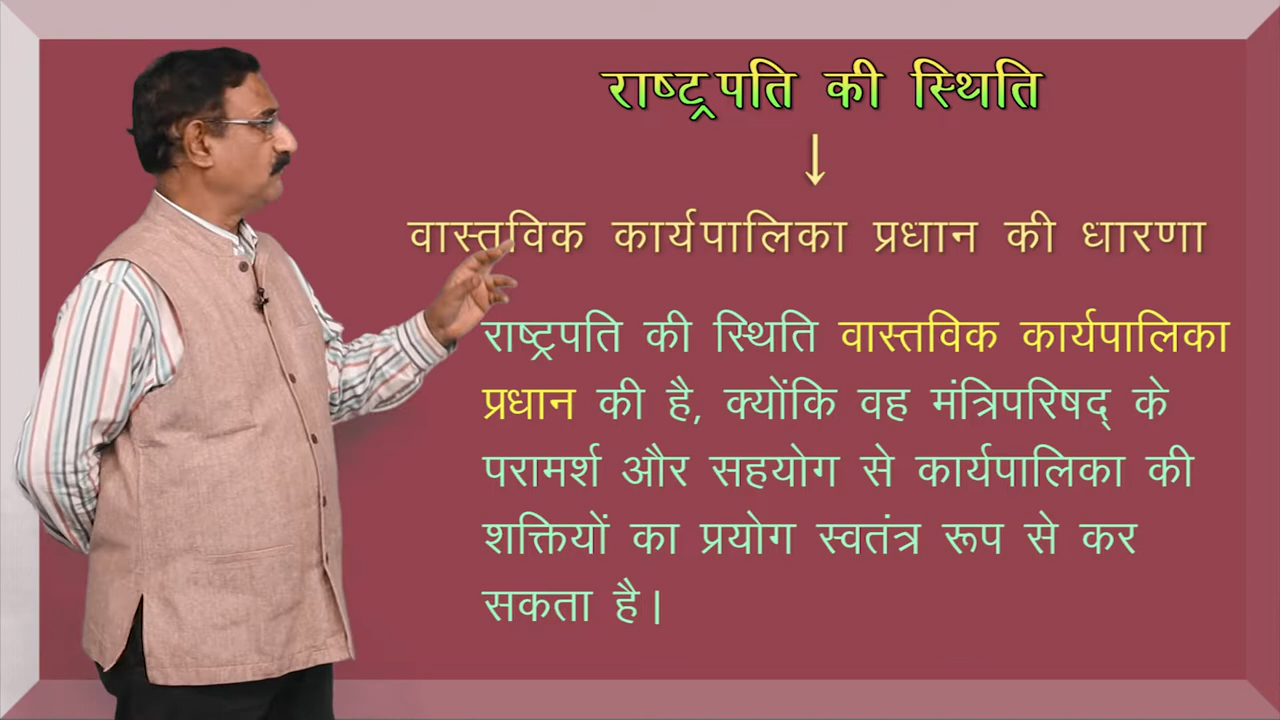 राष्ट्रपति की स्थिति
↓
वास्तविक कार्यपालिका प्रधान की धारणा
राष्ट्रपति की स्थिति वास्तविक कार्यपालिका
प्रधान की है, क्योंकि वह मंत्रिपरिषद् के
परामर्श और सहयोग से कार्यपालिका की
शक्तियों का प्रयोग स्वतंत्र रूप से कर
सकता है।